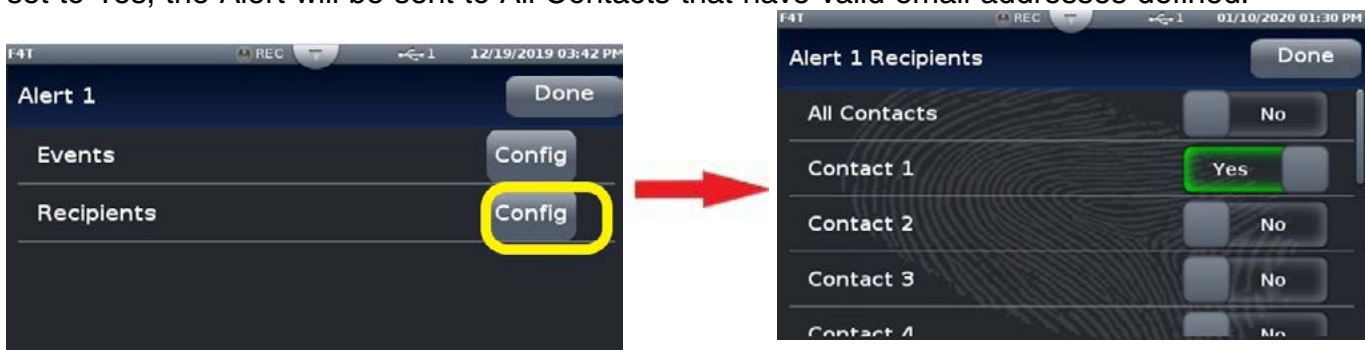 set to Yes, the Alert will be sent to All Contacts that have valid email addresses defined.
F4T REC 1 12/19/2019 03:42 PM
Alert 1 Done
Events Config
Recipients Config
F4T REC 1 01/10/2020 01:30 PM
Alert 1 Recipients Done
All Contacts No
Contact 1 Yes
Contact 2 No
Contact 3 No
Contact 4 No